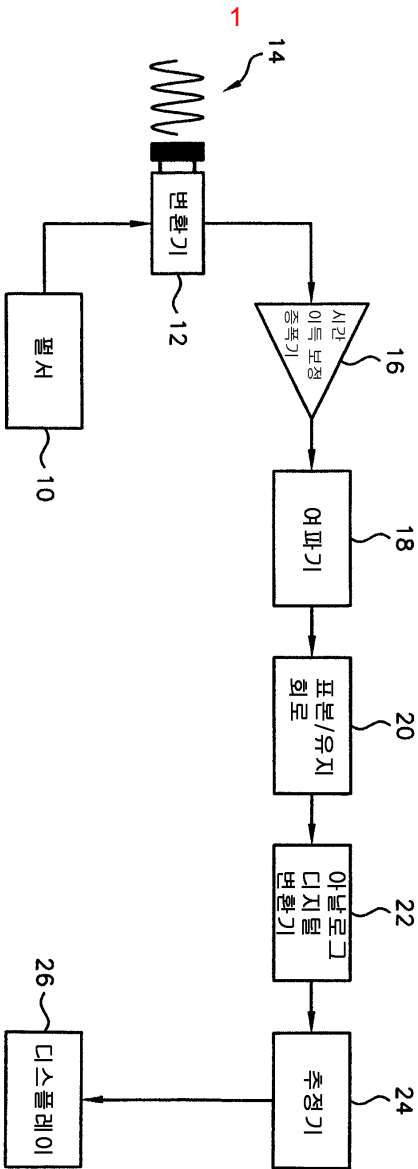 1
14
변환기
12
펄서
10
시간
이득 보정
증폭기
16
여파기
18
표본/유지
회로
20
아날로그
디지털
변환기
22
추정기
24
디스플레이
26